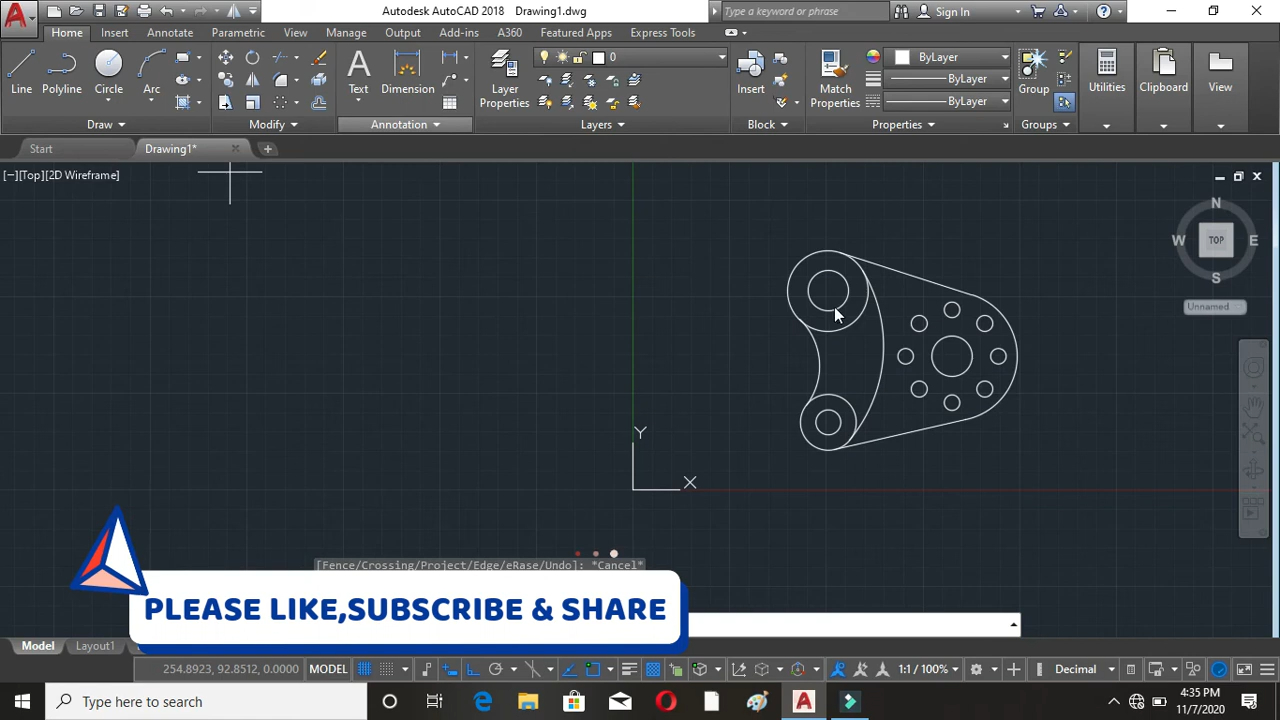 Autodesk AutoCAD 2018 Drawing1.dwg
Type a keyword or phrase
Sign In
Home Insert Annotate Parametric View Manage Output Add-ins A360 Featured Apps Express Tools
Line
Polyline
Circle
Arc
Text
Dimension
Layer
Properties
0
Insert
Match
Properties
ByLayer
ByLayer
ByLayer
Group
Utilities
Clipboard
View
Draw Modify Annotation Layers Block Properties Groups
Start Drawing1*
[−][Top][2D Wireframe]
N
W TOP E
S
Unnamed
Y
X
[Fence/Crossing/Project/Edge/eRase/Undo]: *Cancel*
PLEASE LIKE,SUBSCRIBE & SHARE
Model Layout1
254.8923, 92.8512, 0.0000 MODEL 1:1 / 100% Decimal
Type here to search
4:35 PM
11/7/2020